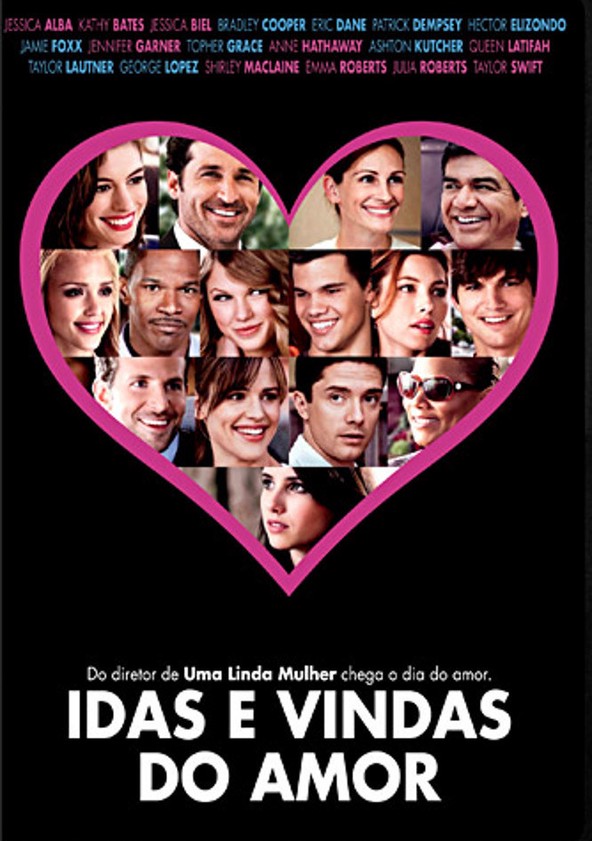 JESSICA ALBA KATHY BATES JESSICA BIEL BRADLEY COOPER ERIC DANE PATRICK DEMPSEY HECTOR ELIZONDO
JAMIE FOXX JENNIFER GARNER TOPHER GRACE ANNE HATHAWAY ASHTON KUTCHER QUEEN LATIFAH
TAYLOR LAUTNER GEORGE LOPEZ SHIRLEY MACLAINE EMMA ROBERTS JULIA ROBERTS TAYLOR SWIFT
Do diretor de Uma Linda Mulher chega o dia do amor.
IDAS E VINDAS
DO AMOR